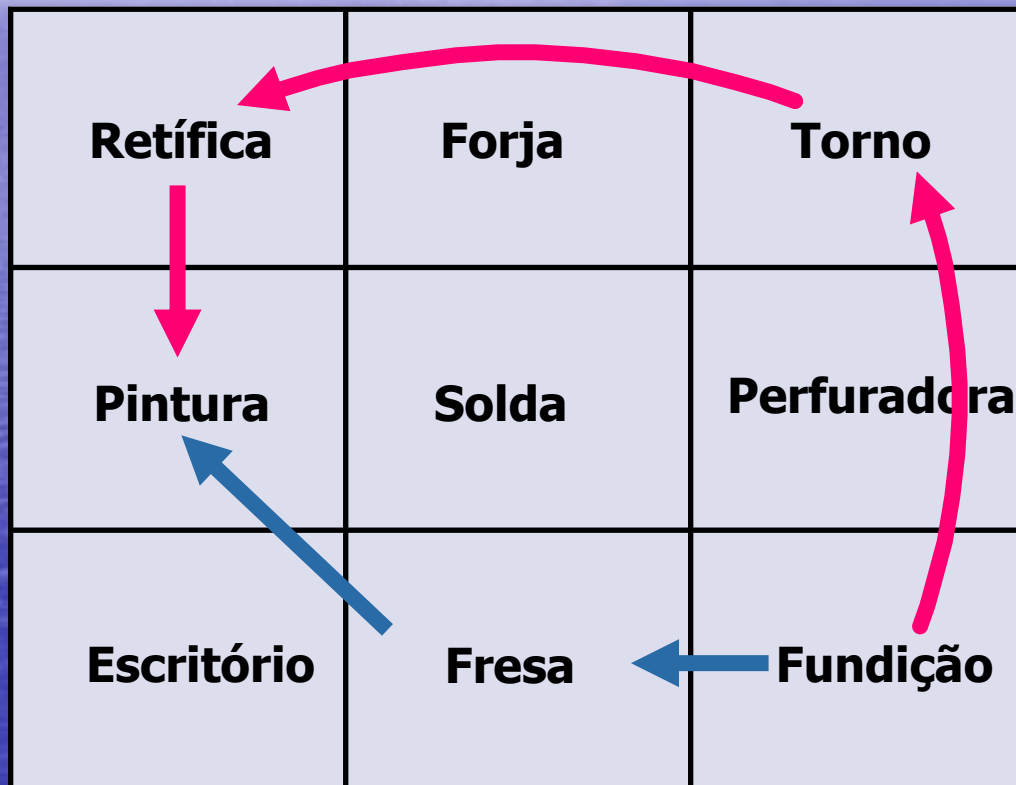 Retífica
Forja
Torno
Pintura
Solda
Perfuradora
Escritório
Fresa
Fundição